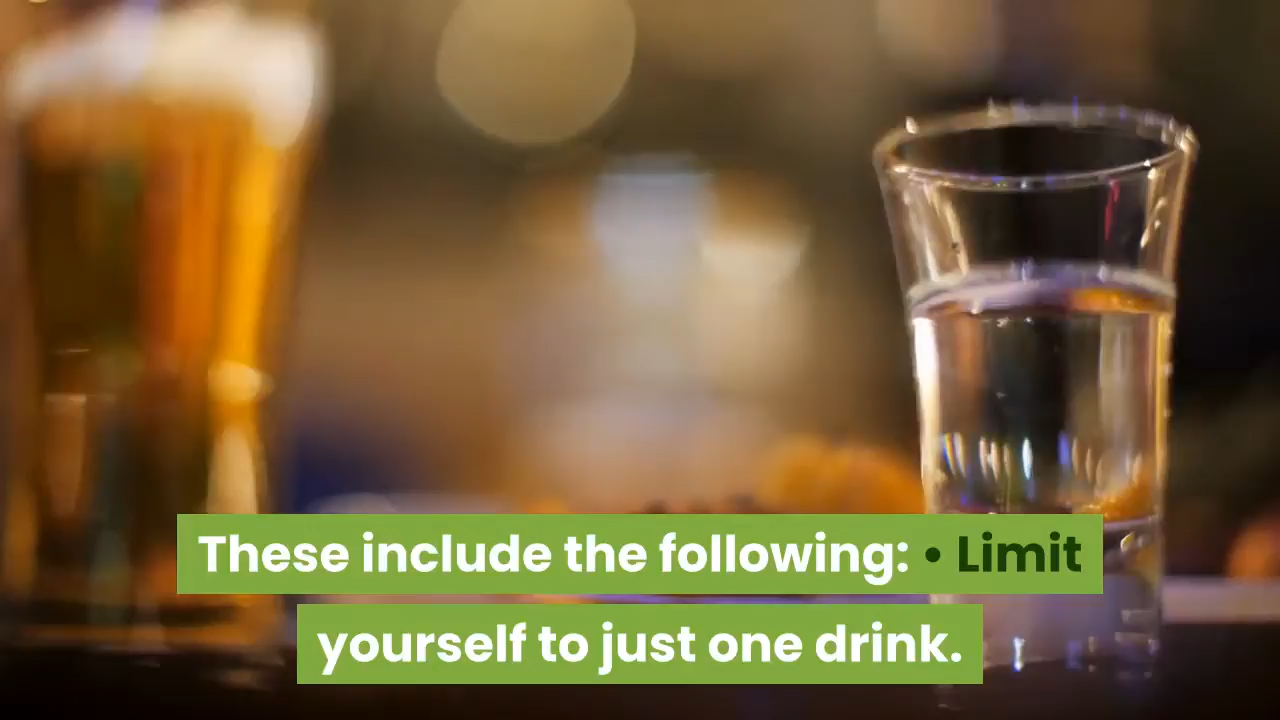 These include the following: • Limit
yourself to just one drink.